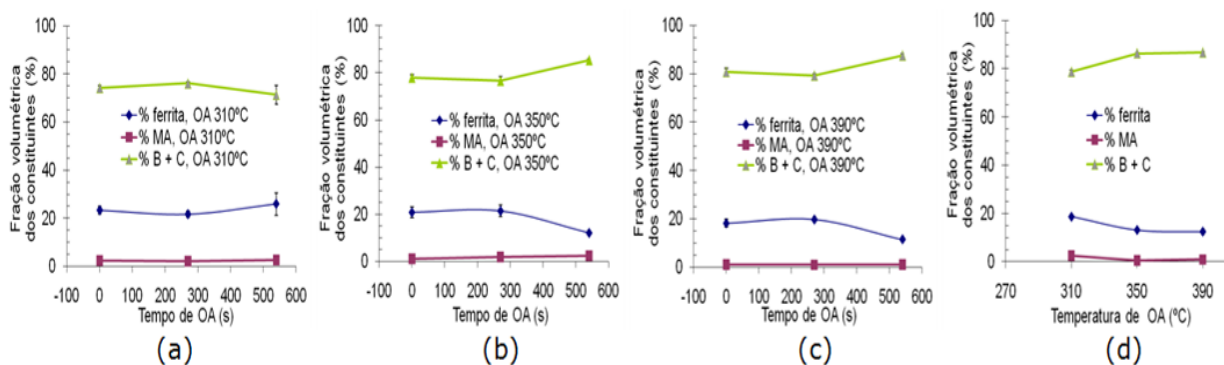 Fração volumétrica
dos constituintes (%)
100
80
60
40
20
0
% ferrita, OA 310ºC
% MA, OA 310ºC
% B + C, OA 310ºC
-100 0 100 200 300 400 500 600
Tempo de OA (s)
(a)
Fração volumétrica
dos constituintes (%)
100
80
60
40
20
0
% ferrita, OA 350ºC
% MA, OA 350ºC
% B + C, OA 350ºC
-100 0 100 200 300 400 500 600
Tempo de OA (s)
(b)
Fração volumétrica
dos constituintes (%)
100
80
60
40
20
0
% ferrita, OA 390ºC
% MA, OA 390ºC
% B + C, OA 390ºC
-100 0 100 200 300 400 500 600
Tempo de OA (s)
(c)
Fração volumétrica
dos constituintes (%)
100
80
60
40
20
0
% ferrita
% MA
% B + C
270 310 350 390
Temperatura de OA (ºC)
(d)